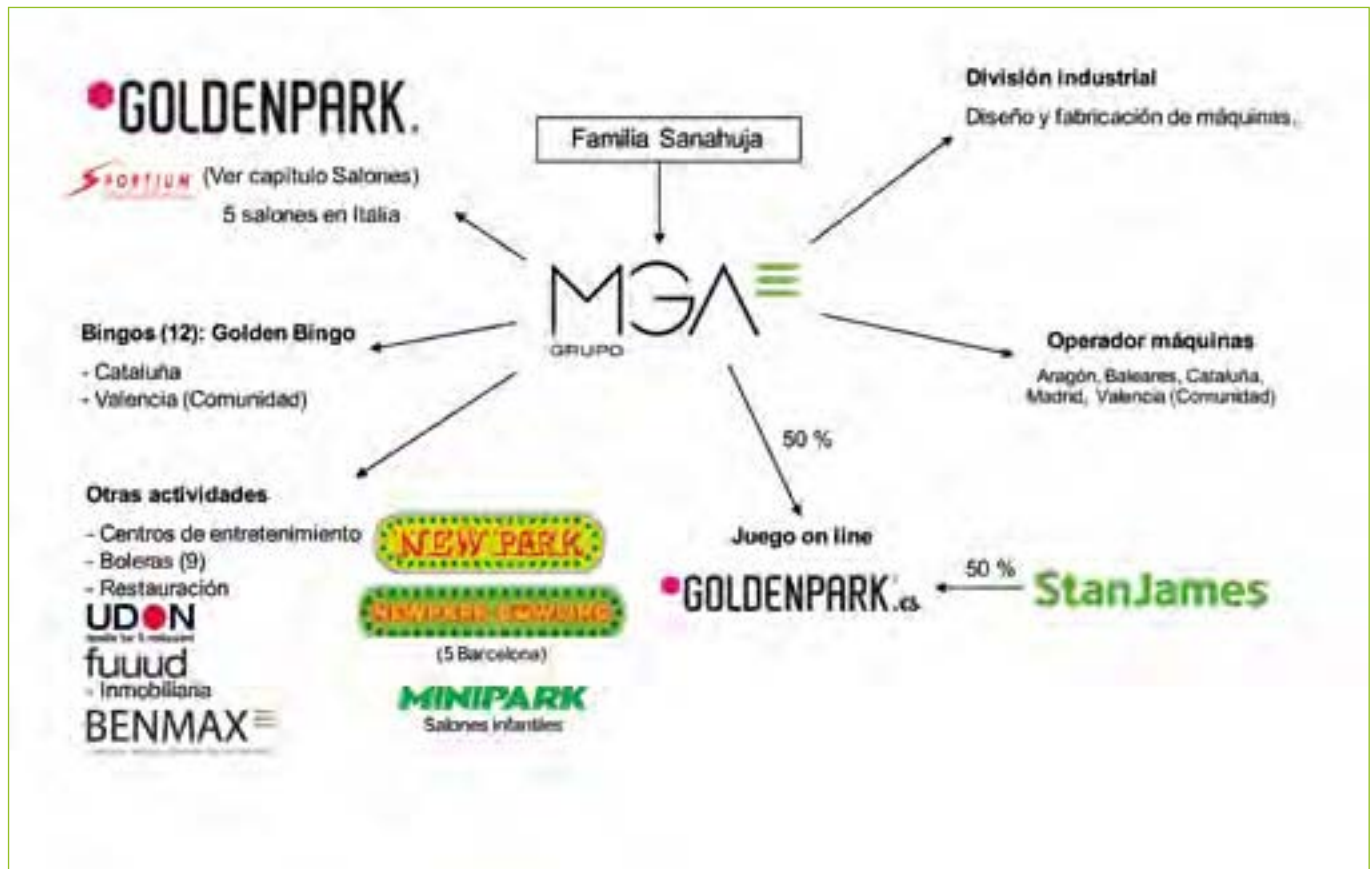 GOLDENPARK.
SPORTIUM (Ver capítulo Salones)
5 salones en Italia
Familia Sanahuja
División industrial
Diseño y fabricación de máquinas.
MGA
GRUPO
Bingos (12): Golden Bingo
- Cataluña
- Valencia (Comunidad)
Operador máquinas
Aragón, Baleares, Cataluña,
Madrid, Valencia (Comunidad)
Otras actividades
- Centros de entretenimiento
- Boleras (9)
- Restauración
UDON
fuuud
- Inmobiliaria
BENMAX
NEW PARK
NEWPARK BOWLING
(5 Barcelona)
MINIPARK
Salones infantiles
50 %
Juego on line
GOLDENPARK.es
50 %
StanJames